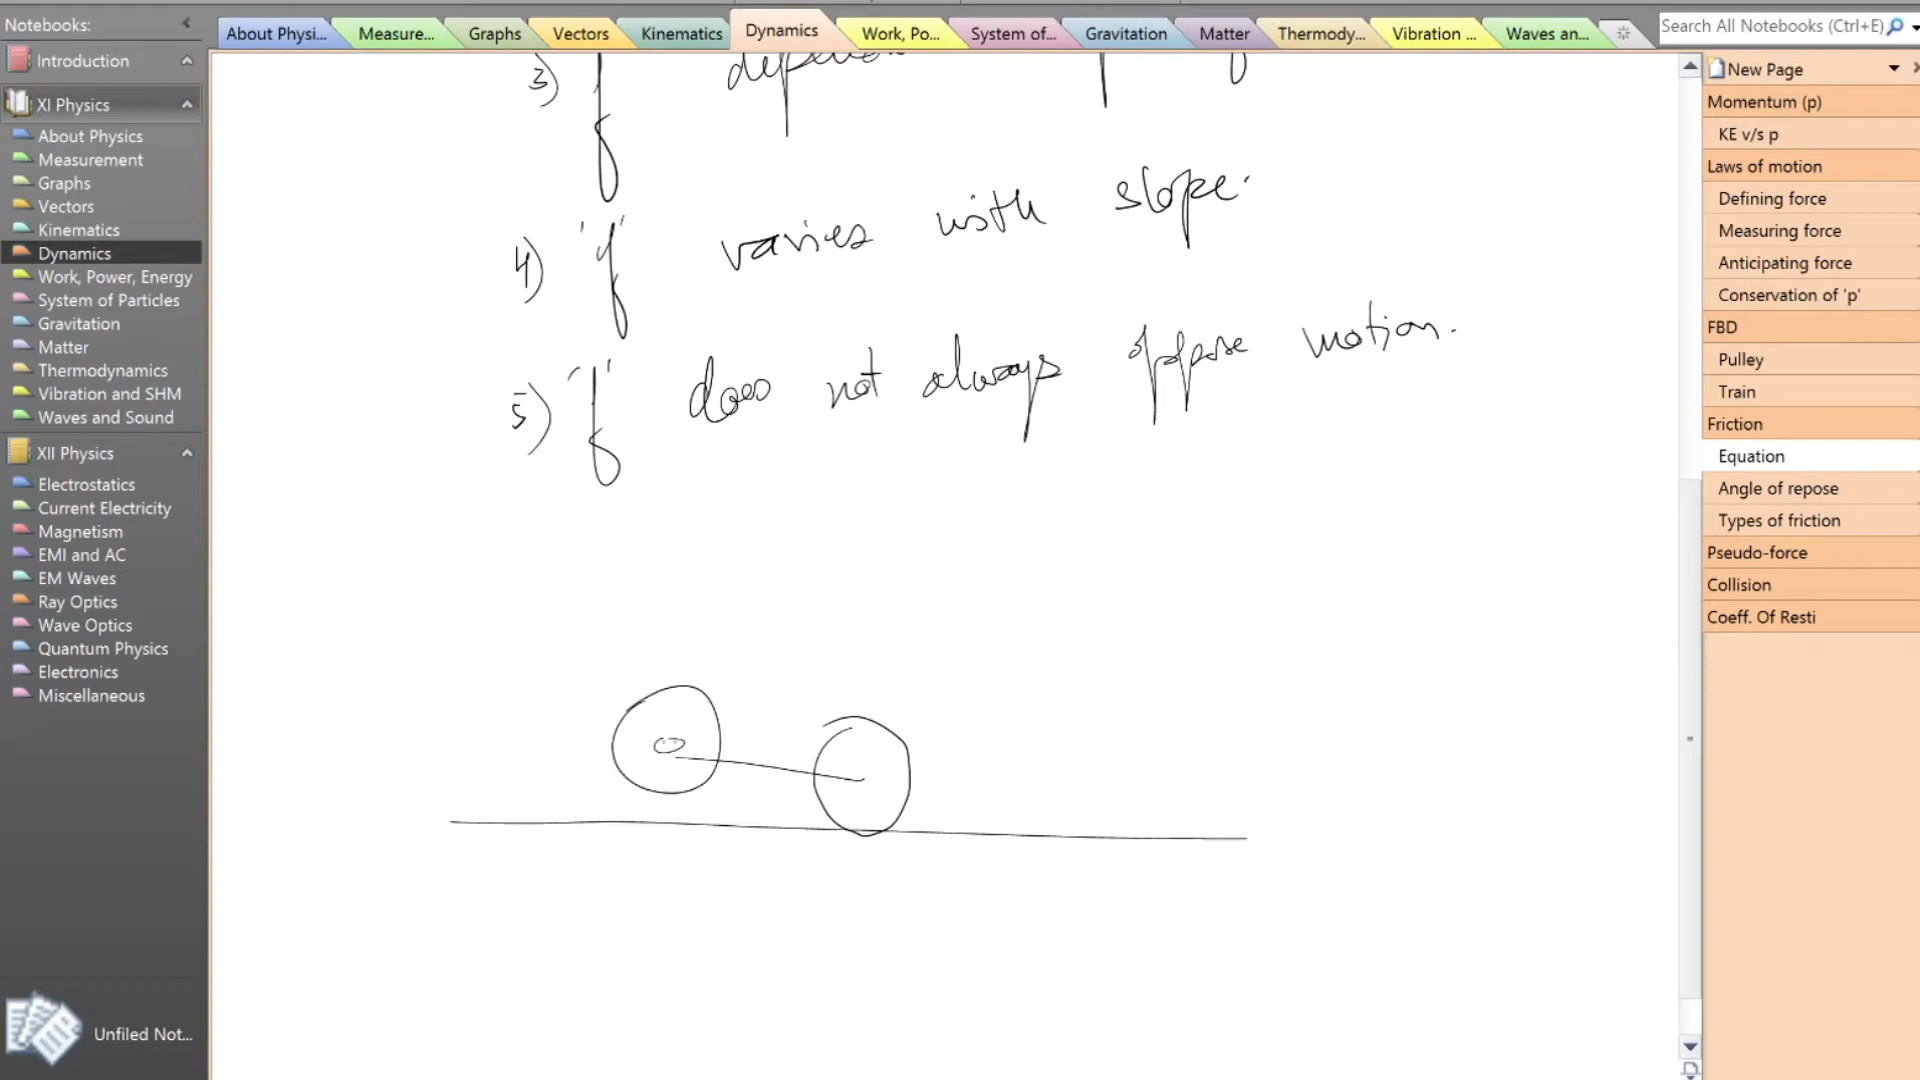 Notebooks:
Introduction
XI Physics
About Physics
Measurement
Graphs
Vectors
Kinematics
Dynamics
Work, Power, Energy
System of Particles
Gravitation
Matter
Thermodynamics
Vibration and SHM
Waves and Sound
XII Physics
Electrostatics
Current Electricity
Magnetism
EMI and AC
EM Waves
Ray Optics
Wave Optics
Quantum Physics
Electronics
Miscellaneous
Unfiled Not...
About Physi... Measure... Graphs Vectors Kinematics Dynamics Work, Po... System of... Gravitation Matter Thermody... Vibration ... Waves an...
Search All Notebooks (Ctrl+E)
3) f
4) 'f' varies with slope.
5) 'f' does not always oppose motion.
New Page
Momentum (p)
KE v/s p
Laws of motion
Defining force
Measuring force
Anticipating force
Conservation of 'p'
FBD
Pulley
Train
Friction
Equation
Angle of repose
Types of friction
Pseudo-force
Collision
Coeff. Of Resti